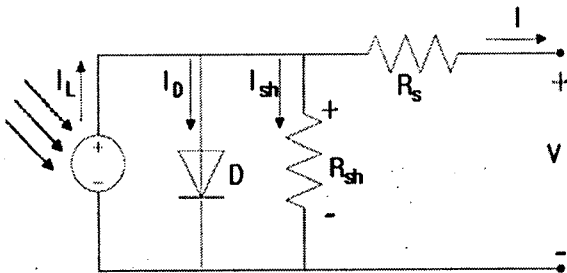 I
I_L
I_D
I_sh
R_s
+
+
+
-
D
R_sh
V
-
-